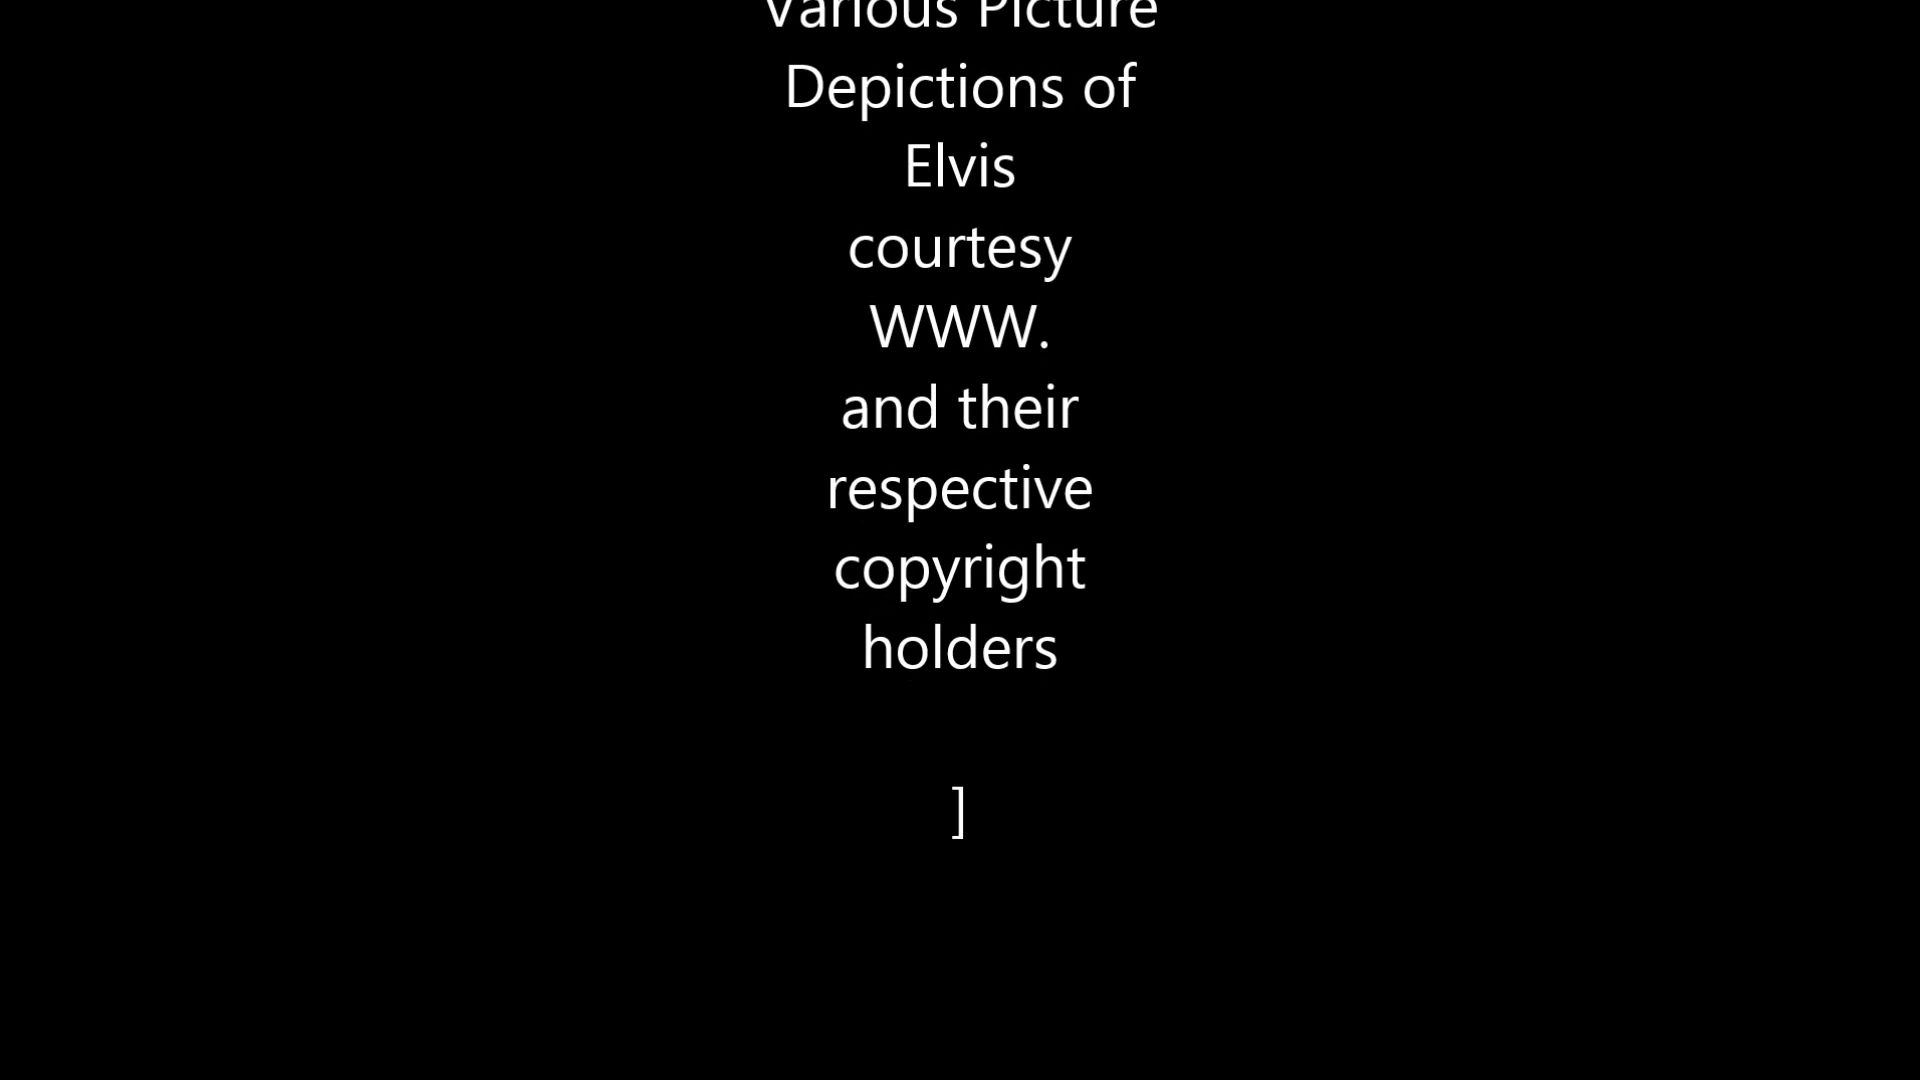 Various Picture
Depictions of
Elvis
courtesy
WWW.
and their
respective
copyright
holders
]